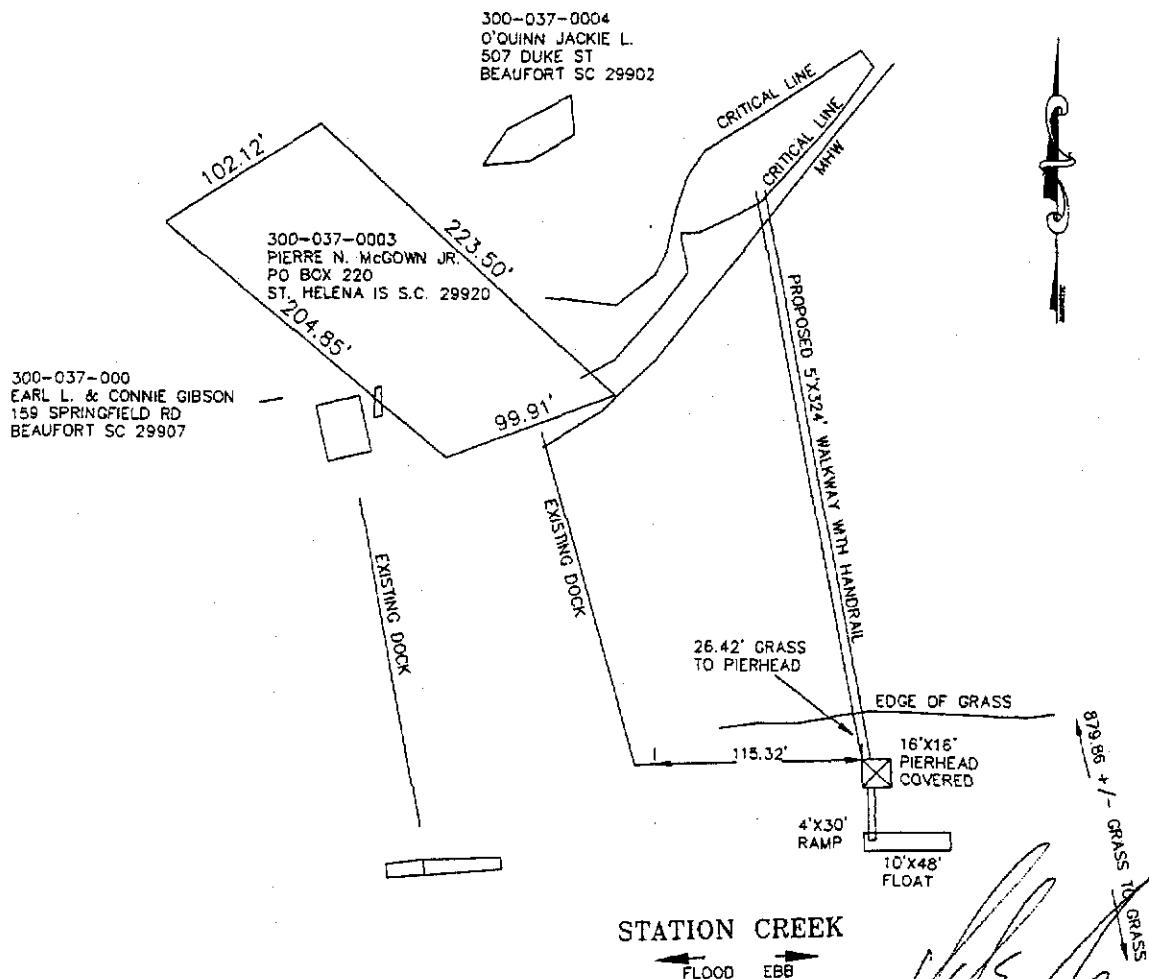 300-037-0004
O'QUINN JACKIE L.
507 DUKE ST
BEAUFORT SC 29902
CRITICAL LINE
CRITICAL LINE
MHW
102.12'
223.50'
300-037-0003
PIERRE N. McGOWN JR.
PO BOX 220
ST. HELENA IS S.C. 29920
204.85'
MAGNETIC
300-037-000
EARL L. & CONNIE GIBSON
159 SPRINGFIELD RD
BEAUFORT SC 29907
99.91'
PROPOSED 5'X324' WALKWAY WITH HANDRAIL
EXISTING DOCK
EXISTING DOCK
26.42' GRASS
TO PIERHEAD
EDGE OF GRASS
115.32'
16'X16'
PIERHEAD
COVERED
879.86 +/- GRASS TO GRASS
4'X30'
RAMP
10'X48'
FLOAT
STATION CREEK
FLOOD EBB